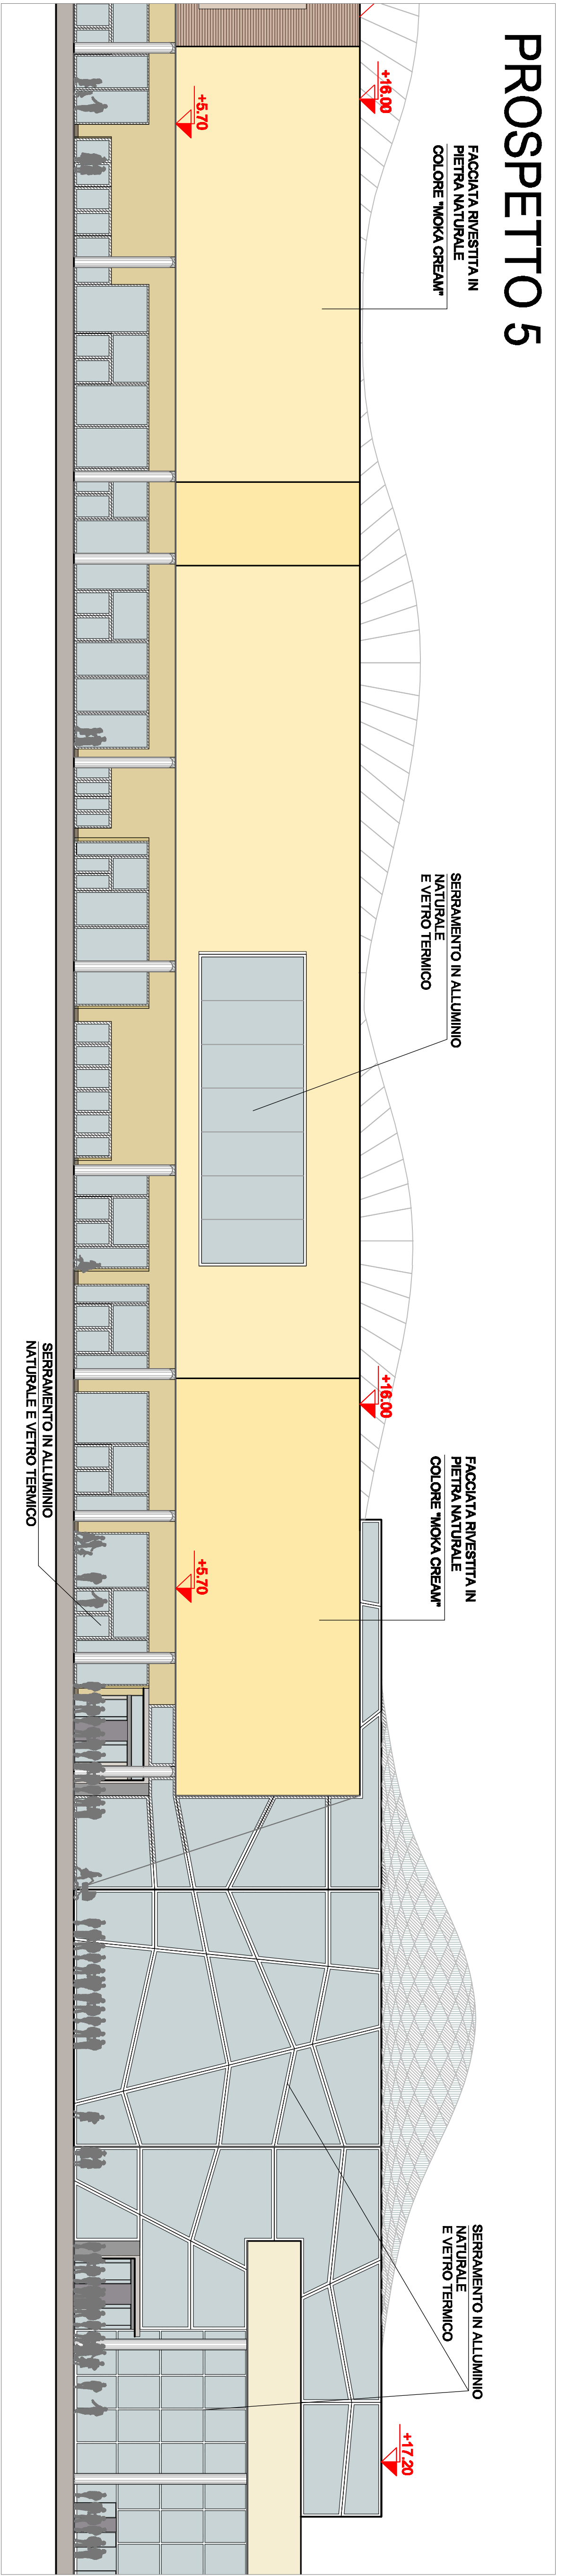 PROSPETTO 5
+16.00
+5.70
FACCIATA RIVESTITA IN
PIETRA NATURALE
COLORE "MOKA CREAM"
SERRAMENTO IN ALLUMINIO
NATURALE
E VETRO TERMICO
SERRAMENTO IN ALLUMINIO
NATURALE E VETRO TERMICO
+16.00
+5.70
FACCIATA RIVESTITA IN
PIETRA NATURALE
COLORE "MOKA CREAM"
SERRAMENTO IN ALLUMINIO
NATURALE
E VETRO TERMICO
+17.20